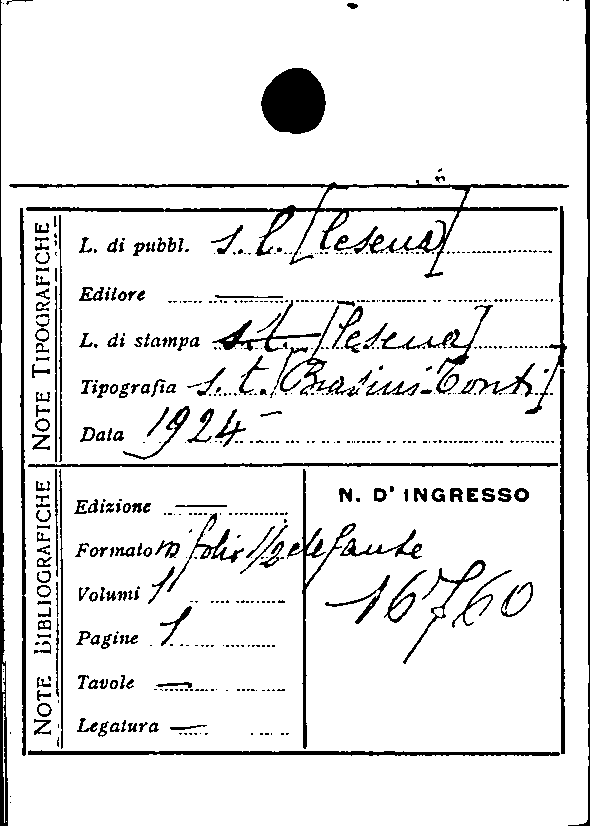 NOTE TIPOGRAFICHE
L. di pubbl. s. l. [Cesena]
Editore —
L. di stampa s.t. [Cesena]
Tipografia s. t. [Brasini-Tonti]
Data 1924 –
NOTE BIBLIOGRAFICHE
Edizione —
Formato in folio 1/2 elefante
Volumi 1
Pagine 1
Tavole —
Legatura —
N. D' INGRESSO
16760